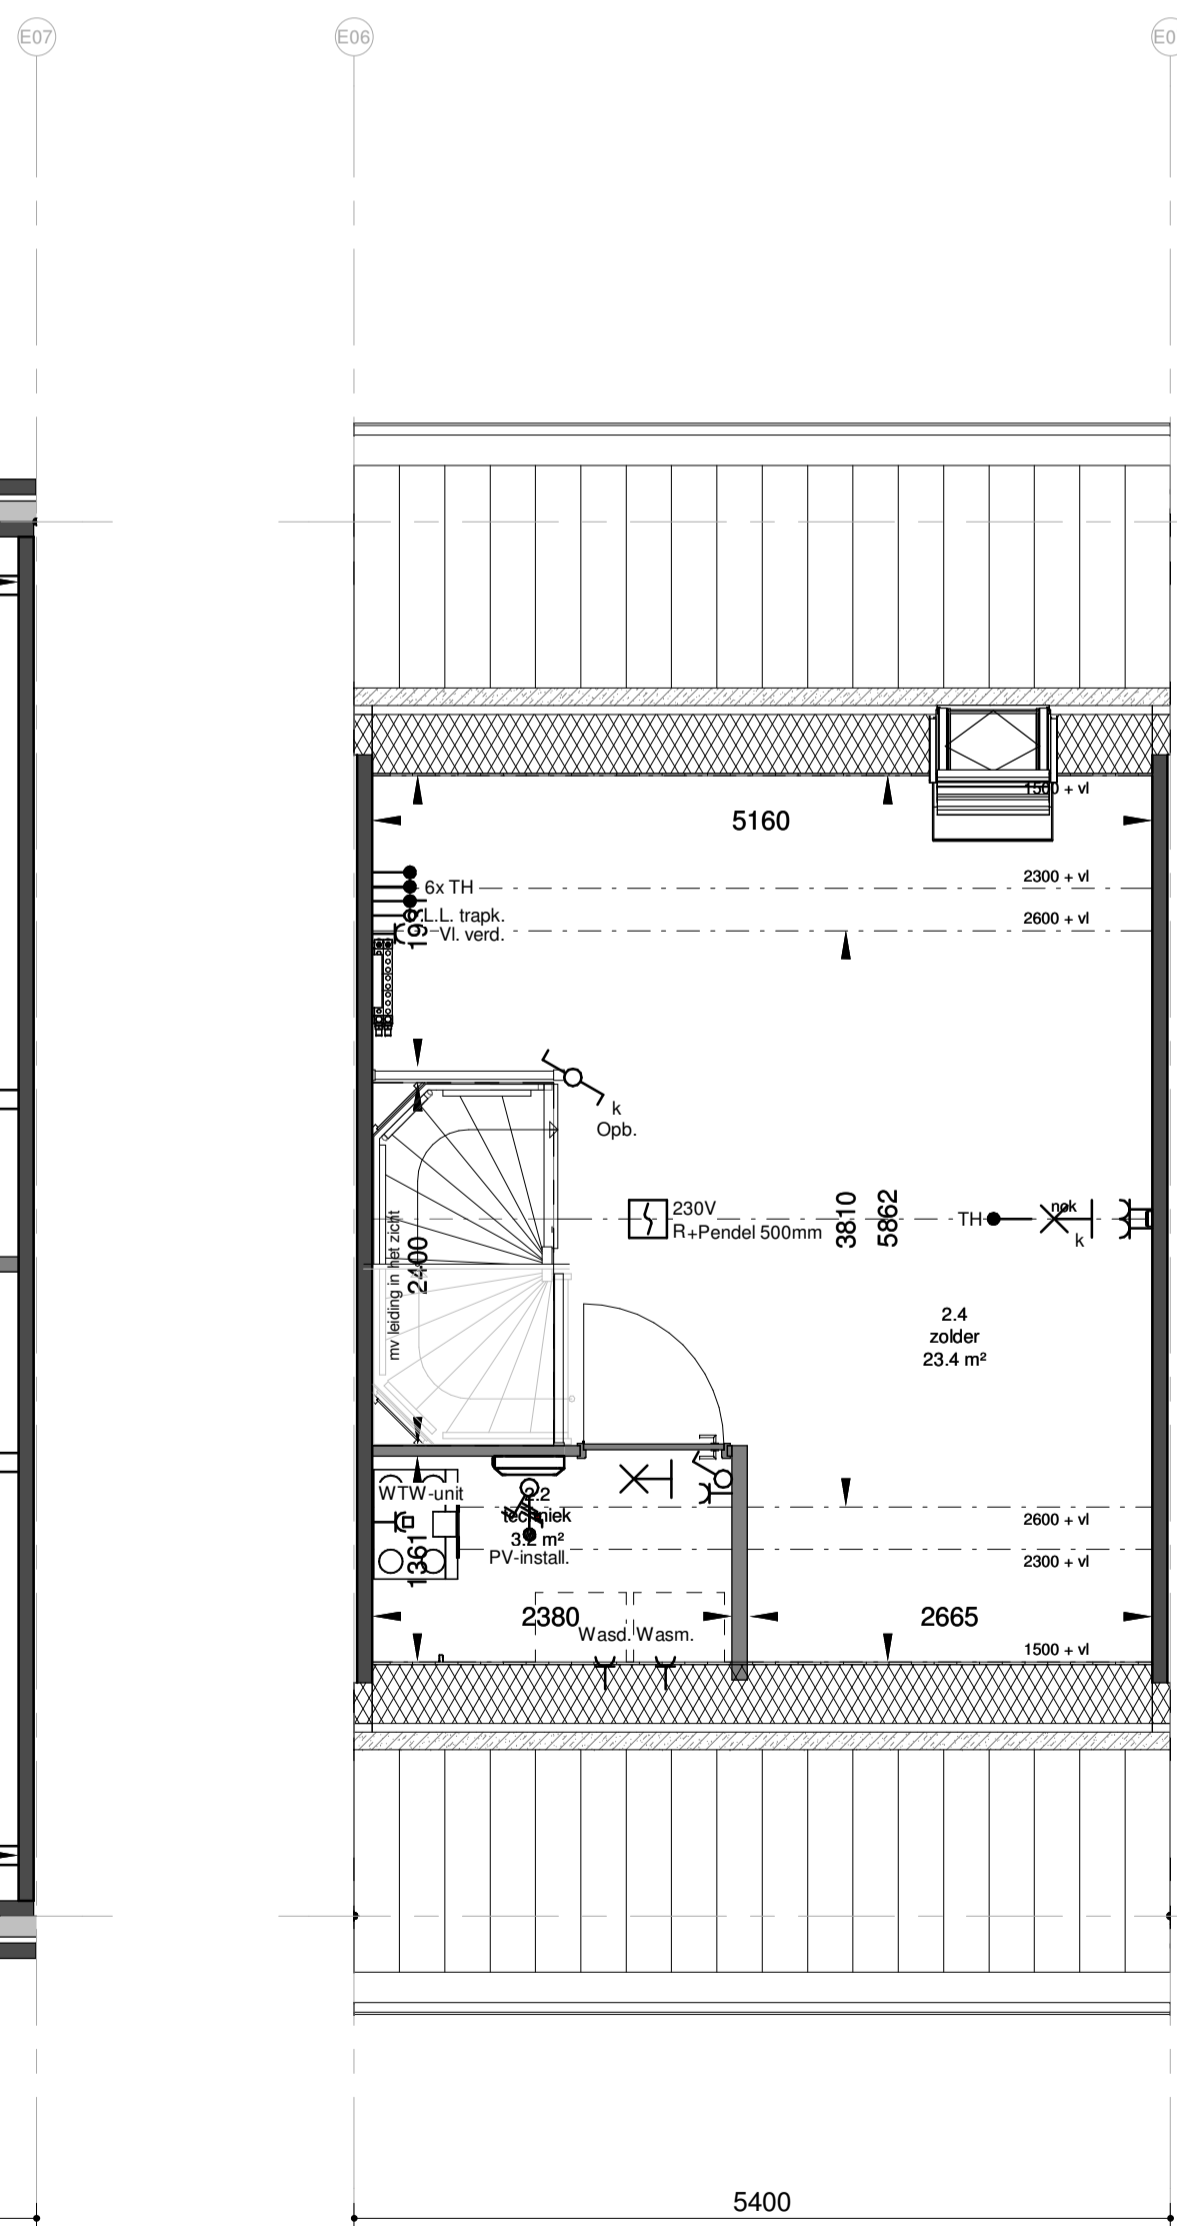 E07
E06
E0
1500 + vl
5160
2300 + vl
6x TH
L.L. trapk.
2600 + vl
Vl. verd.
k
Opb.
230V
R+Pendel 500mm
3810
5862
TH
nok
k
mv leiding in het zicht
2400
2.4
zolder
23.4 m²
WTW-unit
2.2
techniek
3.2 m²
PV-install.
1361
2600 + vl
2300 + vl
2380
2665
Wasd.
Wasm.
1500 + vl
5400